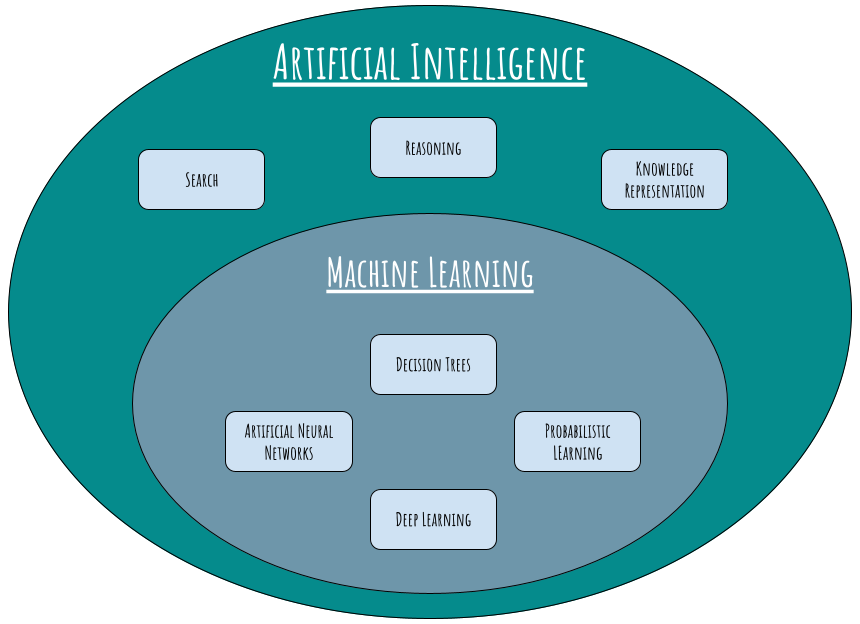 Artificial Intelligence
Reasoning
Search
Knowledge
Representation
Machine Learning
Decision Trees
Artificial Neural
Networks
Probabilistic
LEarning
Deep Learning